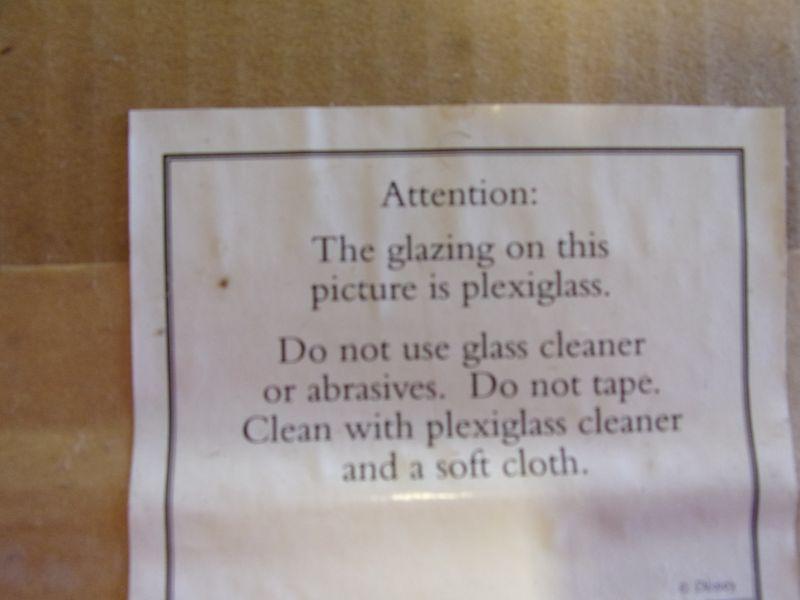 Attention:
The glazing on this
picture is plexiglass.
Do not use glass cleaner
or abrasives. Do not tape.
Clean with plexiglass cleaner
and a soft cloth.
© Disney